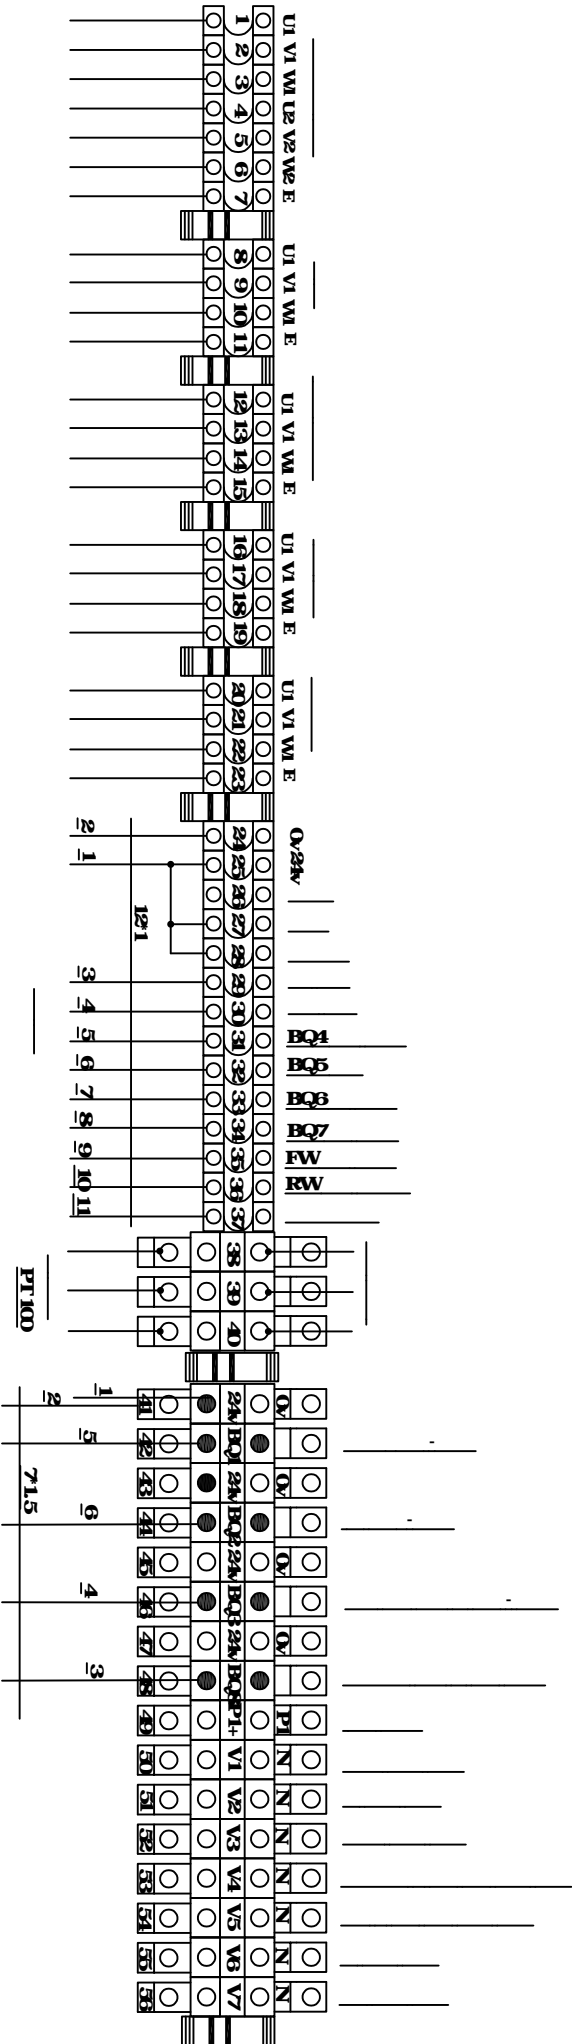 1 U1
2 V1
3 W1
4 U2
5 V2
6 W2
7 E
8 U1
9 V1
10 W1
11 E
12 U1
13 V1
14 W1
15 E
16 U1
17 V1
18 W1
19 E
20 U1
21 V1
22 W1
23 E
2 24 0v
1 25 24v
26
12*1
27
28
3 29
4 30
5 31 BQ4
6 32 BQ5
7 33 BQ6
8 34 BQ7
9 35 FW
10 36 RW
11 37
38
PT100 39
40
1 2 41 24v 0v
5 42 BQ1
7*1.5 43 24v 0v
6 44 BQ2
45 24v 0v
4 46 BQ3
47 24v 0v
3 48 BQ8
49 P1+ P1
50 V1 N
51 V2 N
52 V3 N
53 V4 N
54 V5 N
55 V6 N
56 V7 N